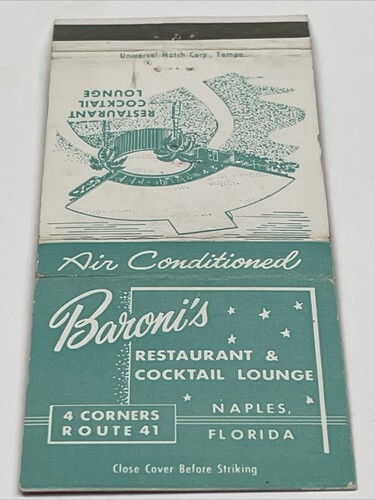 Universal Match Corp., Tampa
RESTAURANT
COCKTAIL
LOUNGE
Air Conditioned
Baroni's
RESTAURANT &
COCKTAIL LOUNGE
4 CORNERS
ROUTE 41
NAPLES,
FLORIDA
Close Cover Before Striking